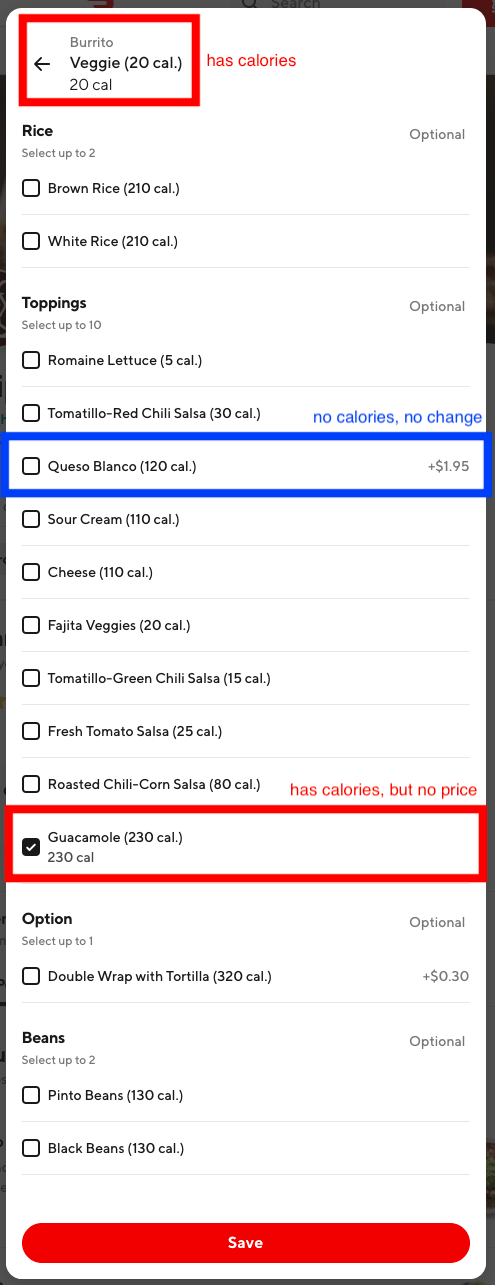 Search
Burrito
Veggie (20 cal.)
20 cal
has calories
Rice
Optional
Select up to 2
Brown Rice (210 cal.)
White Rice (210 cal.)
Toppings
Optional
Select up to 10
Romaine Lettuce (5 cal.)
Tomatillo-Red Chili Salsa (30 cal.)
no calories, no change
Queso Blanco (120 cal.)
+$1.95
Sour Cream (110 cal.)
Cheese (110 cal.)
Fajita Veggies (20 cal.)
Tomatillo-Green Chili Salsa (15 cal.)
Fresh Tomato Salsa (25 cal.)
Roasted Chili-Corn Salsa (80 cal.)
has calories, but no price
Guacamole (230 cal.)
230 cal
Option
Optional
Select up to 1
Double Wrap with Tortilla (320 cal.)
+$0.30
Beans
Optional
Select up to 2
Pinto Beans (130 cal.)
Black Beans (130 cal.)
Save